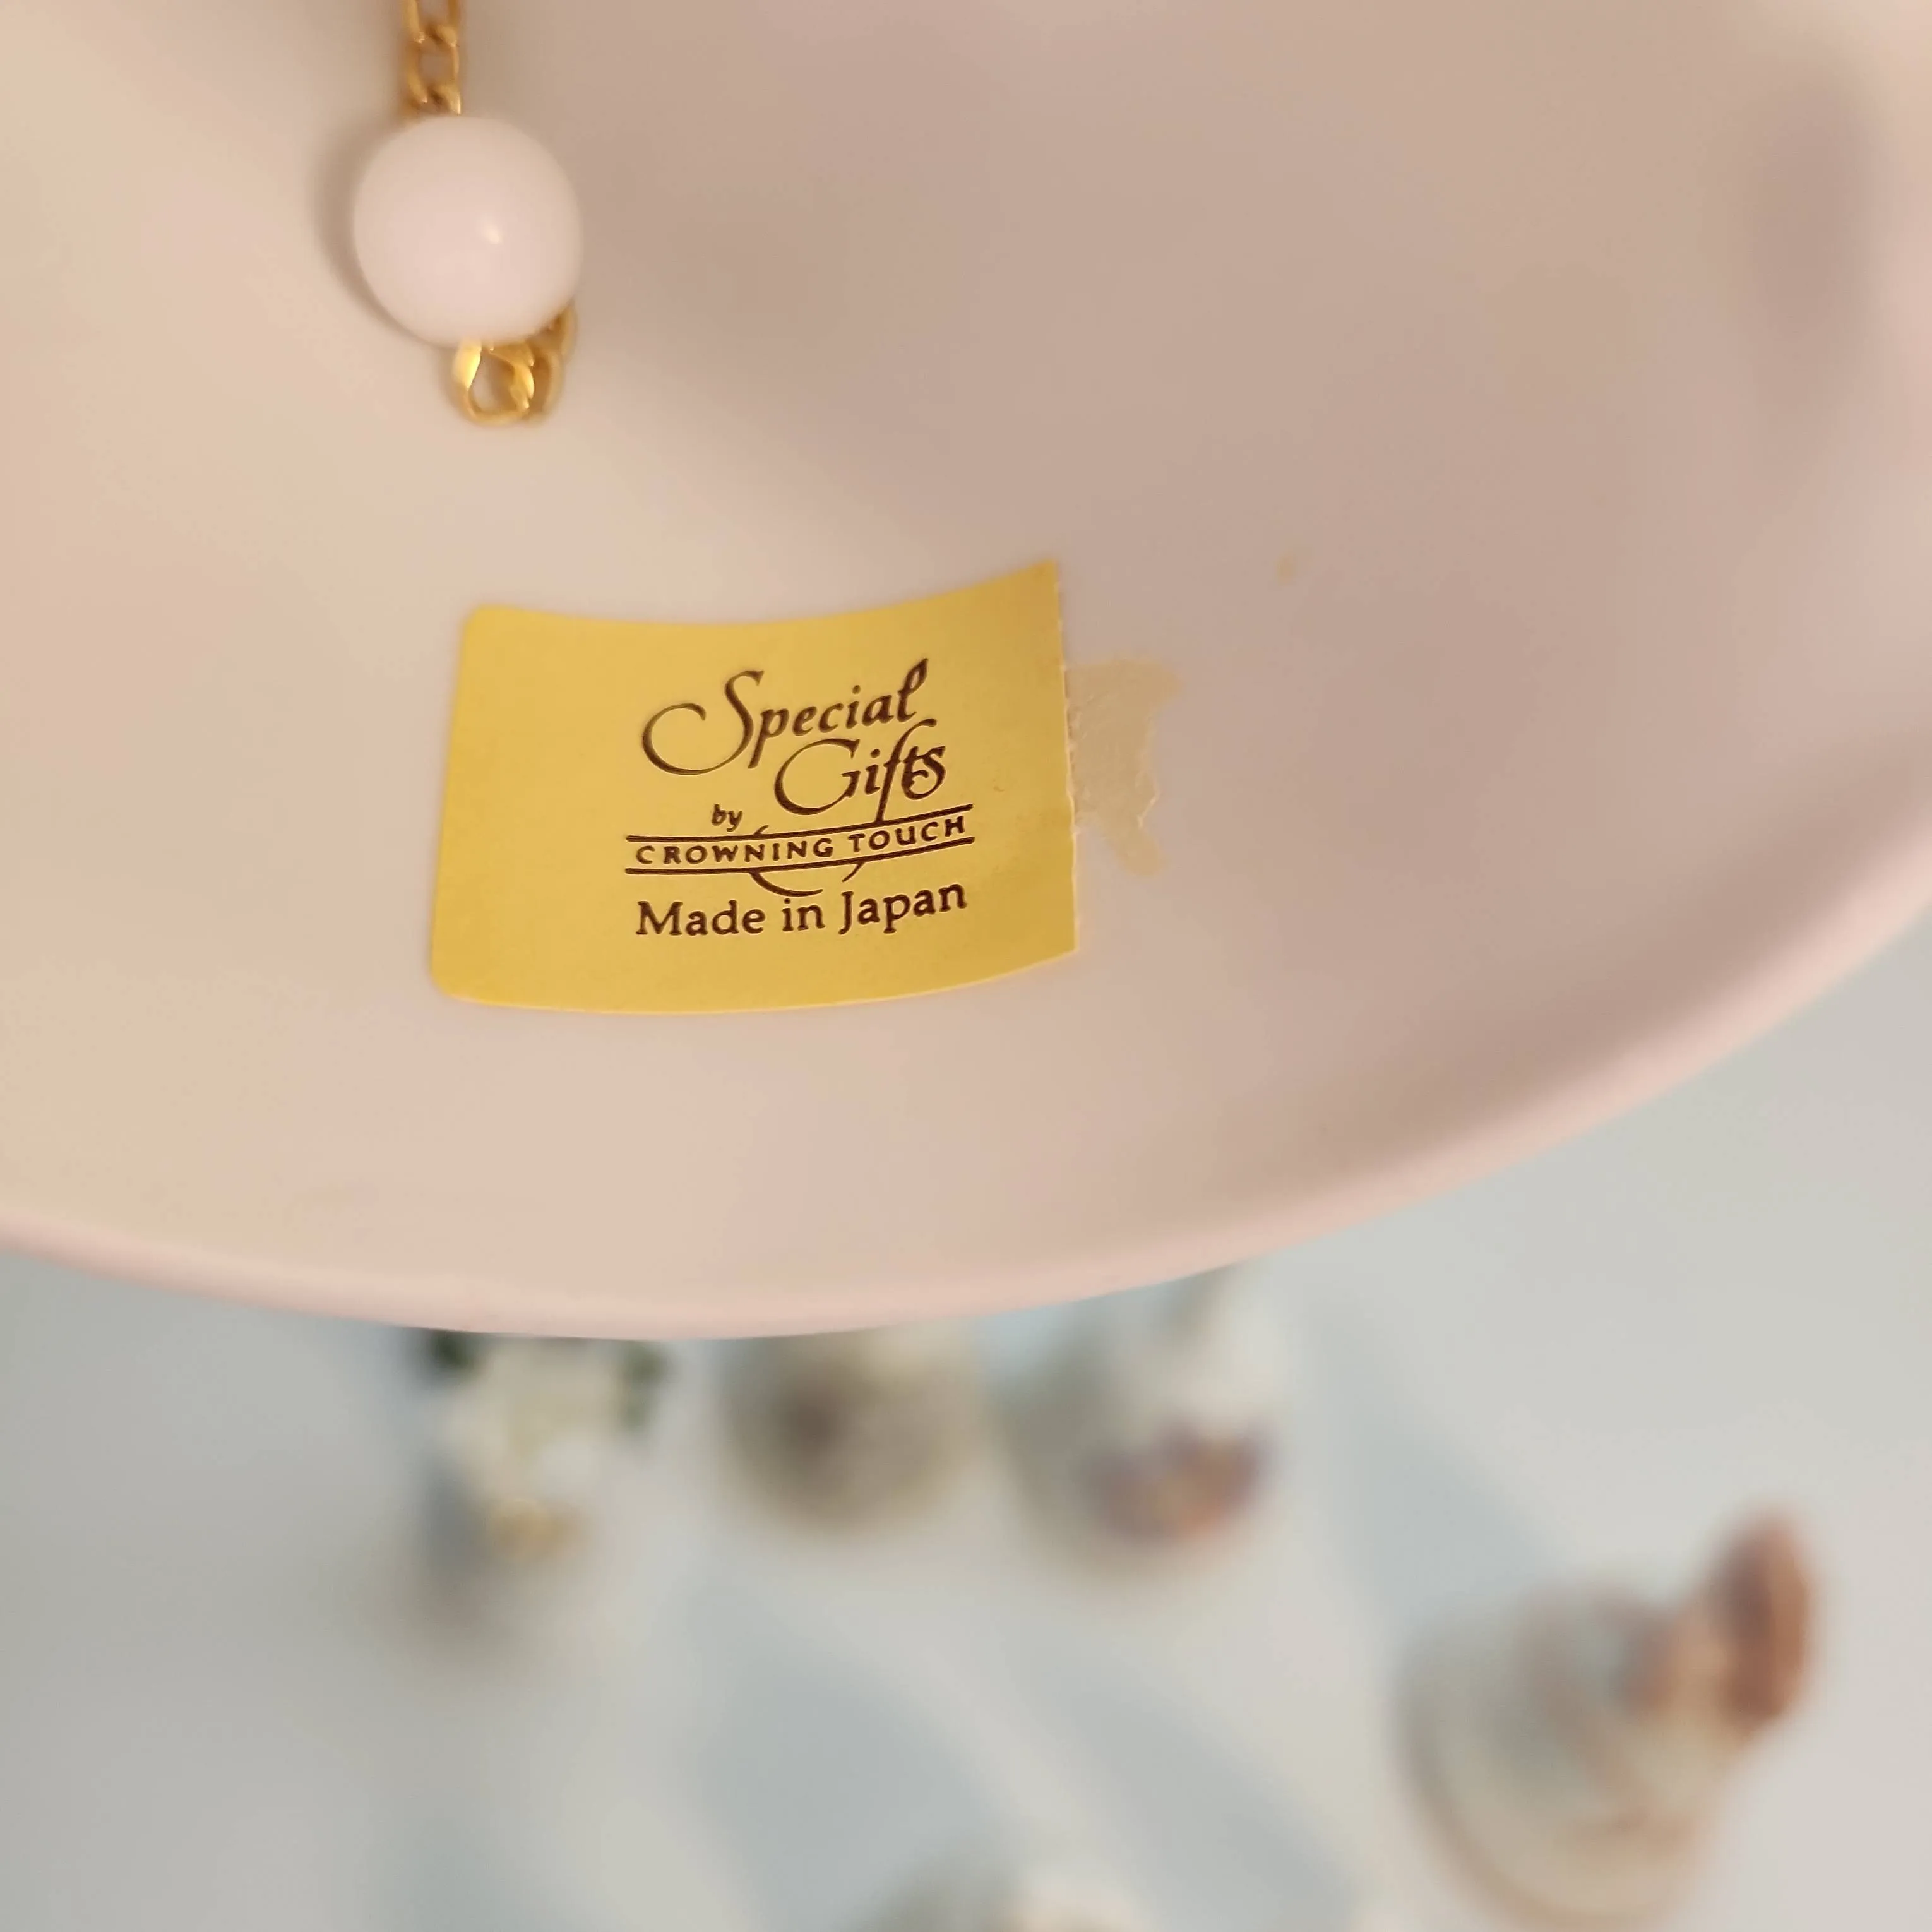 Special
Gifts
by
CROWNING TOUCH
Made in Japan